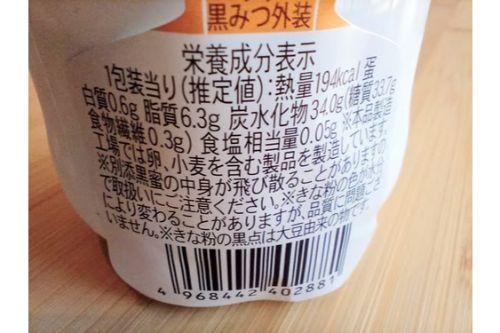 黒みつ外装
栄養成分表示
1包装当り(推定値):熱量194kcal 蛋
白質0.6g 脂質6.3g 炭水化物34.0g(糖質33.7g
食物繊維0.3g) 食塩相当量0.05g ※本品製造
工場では卵、小麦を含む製品を製造しています。
※別添黒蜜の中身が飛び散ることがありますの
で取扱いにご注意ください。※きな粉の色が水分
により変わることがありますが、品質に問題ござ
いません。※きな粉の黒点は大豆由来の物です。
4 968442 402881